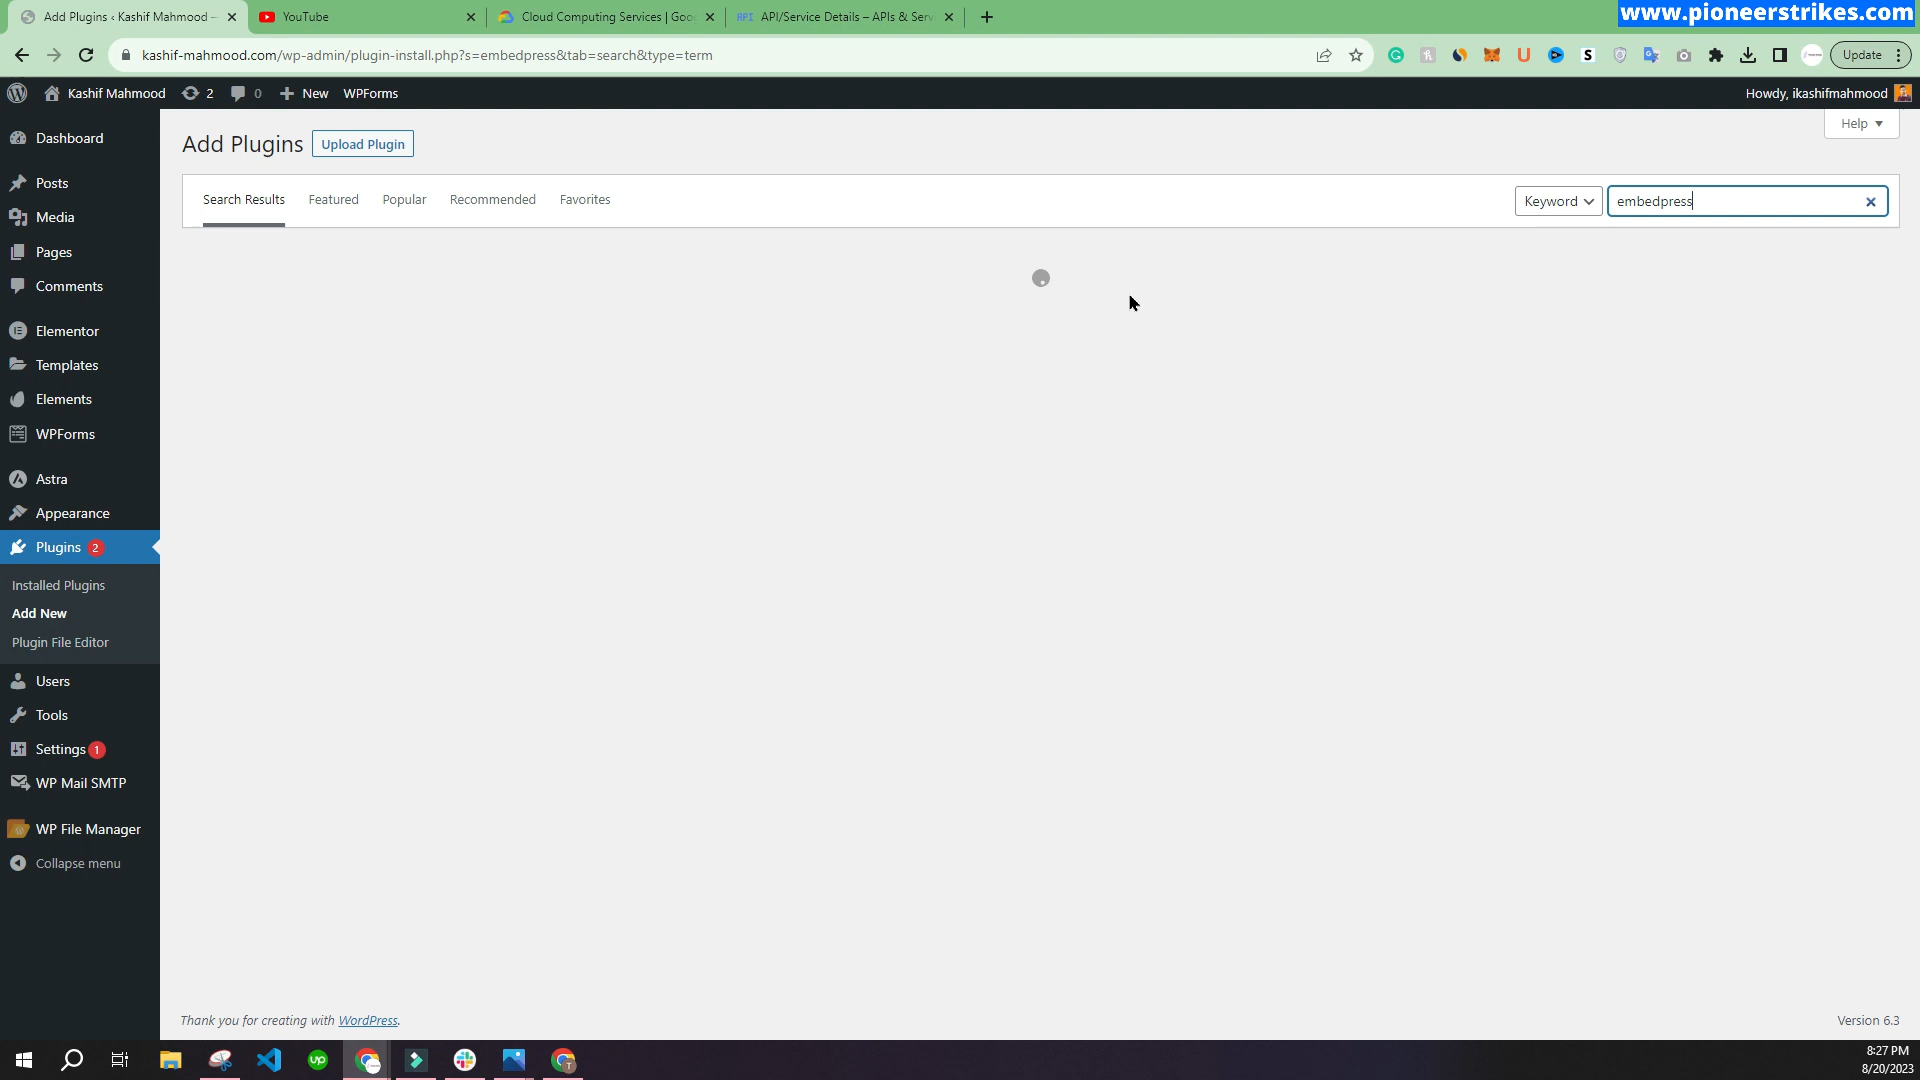 www.pioneerstrikes.com
Add Plugins ‹ Kashif Mahmood —
YouTube
Cloud Computing Services | Goo
API API/Service Details – APIs & Serv
kashif-mahmood.com/wp-admin/plugin-install.php?s=embedpress&tab=search&type=term
Update
Kashif Mahmood 2 0 New WPForms
Howdy, ikashifmahmood
Help
Add Plugins
Upload Plugin
Search Results
Featured
Popular
Recommended
Favorites
Keyword
embedpress
Dashboard
Posts
Media
Pages
Comments
Elementor
Templates
Elements
WPForms
Astra
Appearance
Plugins 2
Installed Plugins
Add New
Plugin File Editor
Users
Tools
Settings 1
WP Mail SMTP
WP File Manager
Collapse menu
Thank you for creating with WordPress.
Version 6.3
8:27 PM
8/20/2023